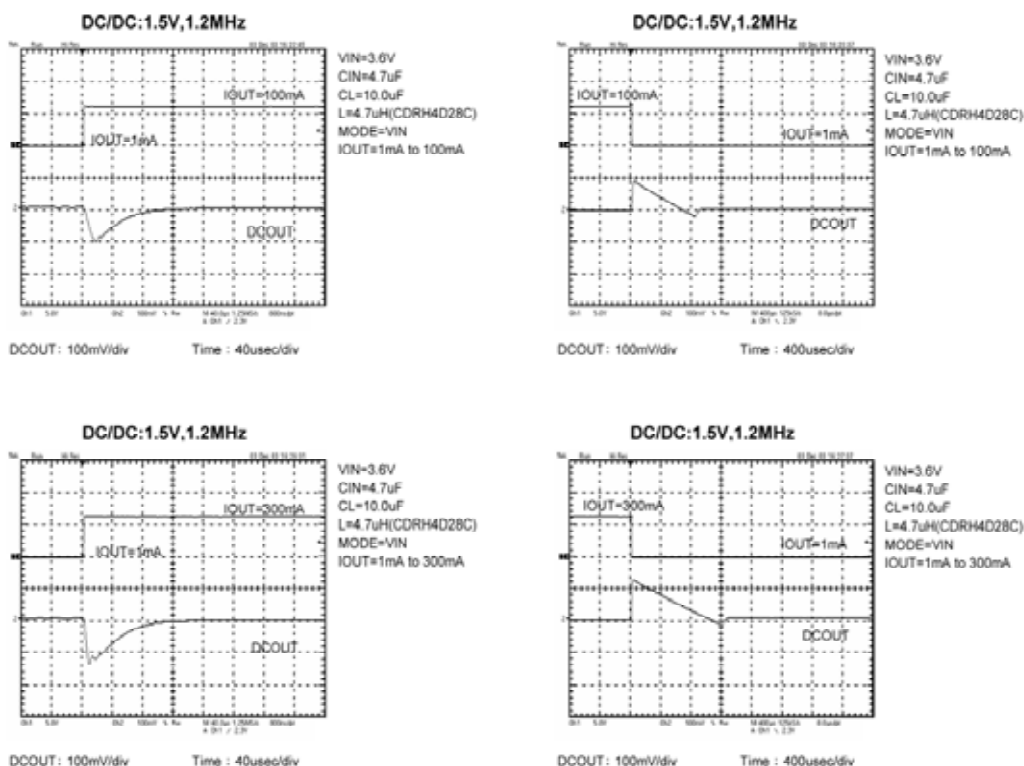 DC/DC:1.5V,1.2MHz
IOUT=100mA
IOUT=1mA
DCOUT
VIN=3.6V
CIN=4.7uF
CL=10.0uF
L=4.7uH(CDRH4D28C)
MODE=VIN
IOUT=1mA to 100mA
DCOUT: 100mV/div
Time : 40usec/div
DC/DC:1.5V,1.2MHz
IOUT=100mA
IOUT=1mA
DCOUT
VIN=3.6V
CIN=4.7uF
CL=10.0uF
L=4.7uH(CDRH4D28C)
MODE=VIN
IOUT=1mA to 100mA
DCOUT: 100mV/div
Time : 400usec/div
DC/DC:1.5V,1.2MHz
IOUT=300mA
IOUT=1mA
DCOUT
VIN=3.6V
CIN=4.7uF
CL=10.0uF
L=4.7uH(CDRH4D28C)
MODE=VIN
IOUT=1mA to 300mA
DCOUT: 100mV/div
Time : 40usec/div
DC/DC:1.5V,1.2MHz
IOUT=300mA
IOUT=1mA
DCOUT
VIN=3.6V
CIN=4.7uF
CL=10.0uF
L=4.7uH(CDRH4D28C)
MODE=VIN
IOUT=1mA to 300mA
DCOUT: 100mV/div
Time : 400usec/div